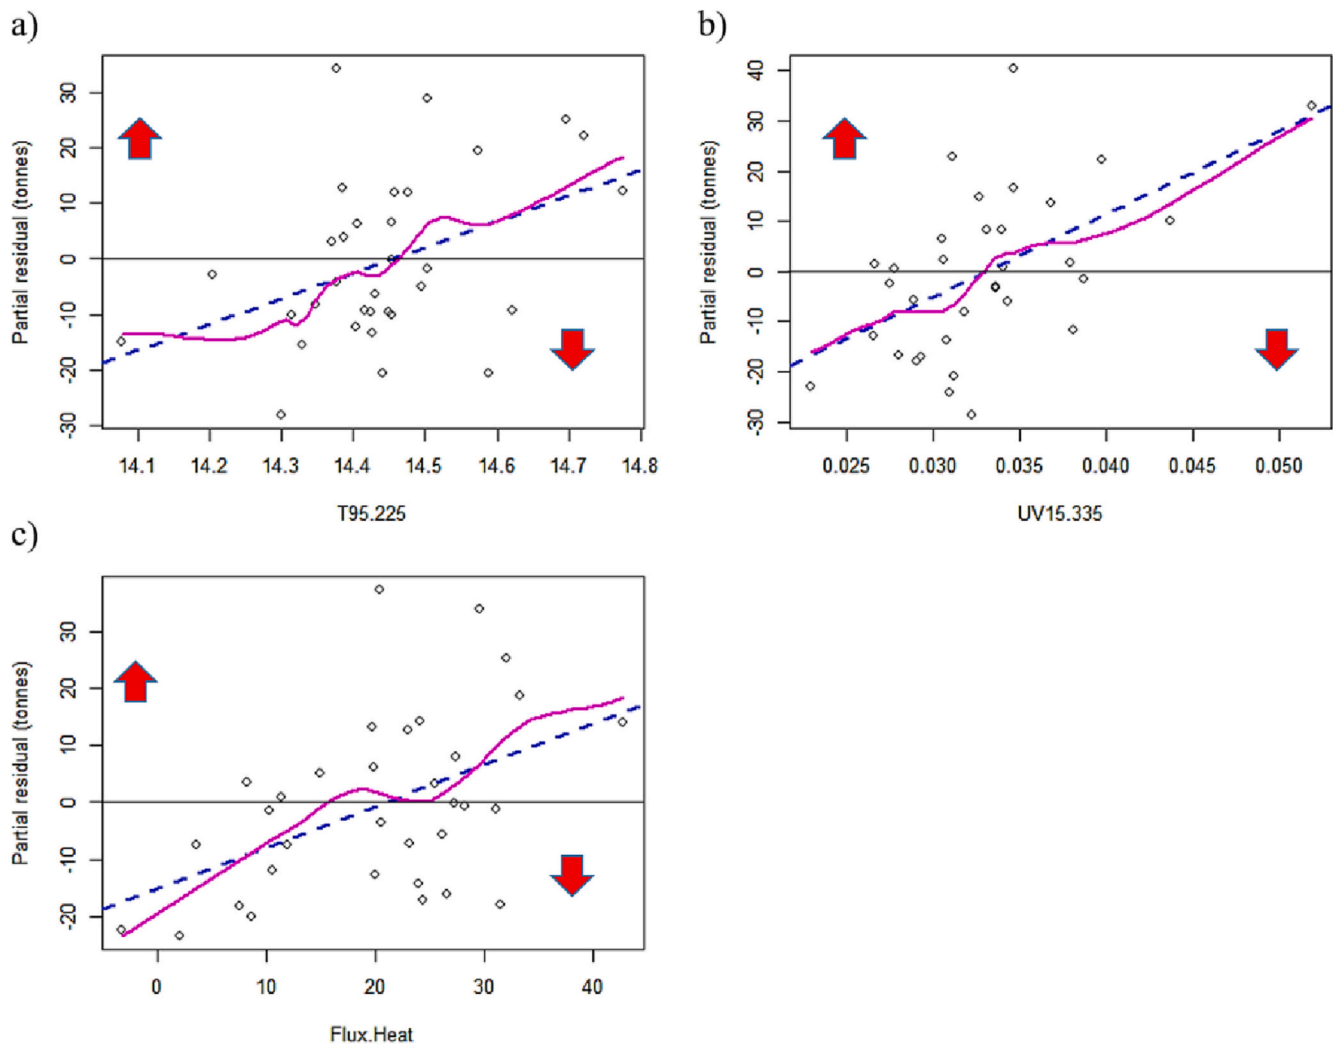 a)
Partial residual (tonnes)
30
20
10
0
-10
-20
-30
14.1 14.2 14.3 14.4 14.5 14.6 14.7 14.8
T95.225
b)
Partial residual (tonnes)
40
30
20
10
0
-10
-20
-30
0.025 0.030 0.035 0.040 0.045 0.050
UV15.335
c)
Partial residual (tonnes)
30
20
10
0
-10
-20
0 10 20 30 40
Flux.Heat